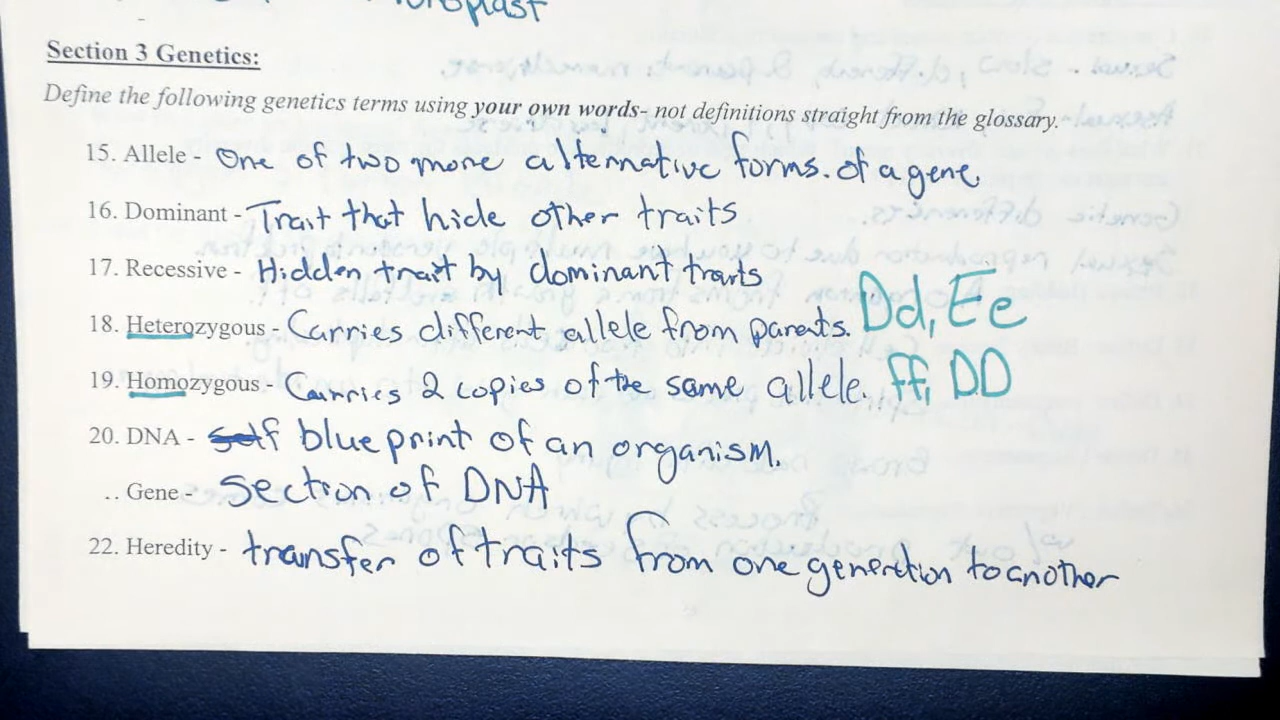 Section 3 Genetics:
Define the following genetics terms using your own words- not definitions straight from the glossary.
15. Allele - One of two more alternative forms. of a gene.
16. Dominant - Trait that hide other traits
17. Recessive - Hidden trait by dominant traits
18. Heterozygous - Carries different allele from parents. Dd, Ee
19. Homozygous Carries 2 copies of the same allele. ff, DD
20. DNA - blueprint of an organism.
.. Gene - Section of DNA
22. Heredity - transfer of traits from one generation to another